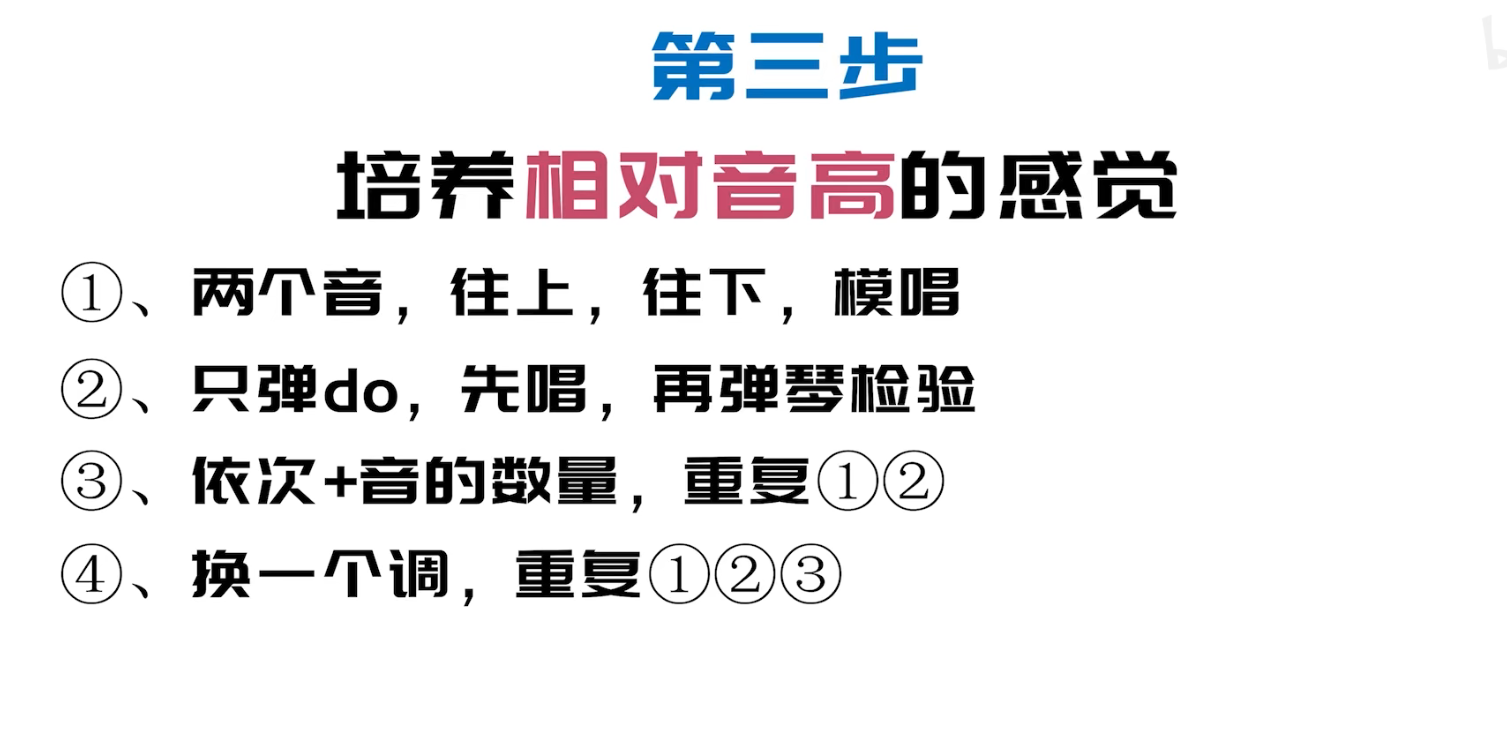 第三步
培养相对音高的感觉
①、两个音，往上，往下，模唱
②、只弹do，先唱，再弹琴检验
③、依次+音的数量，重复①②
④、换一个调，重复①②③